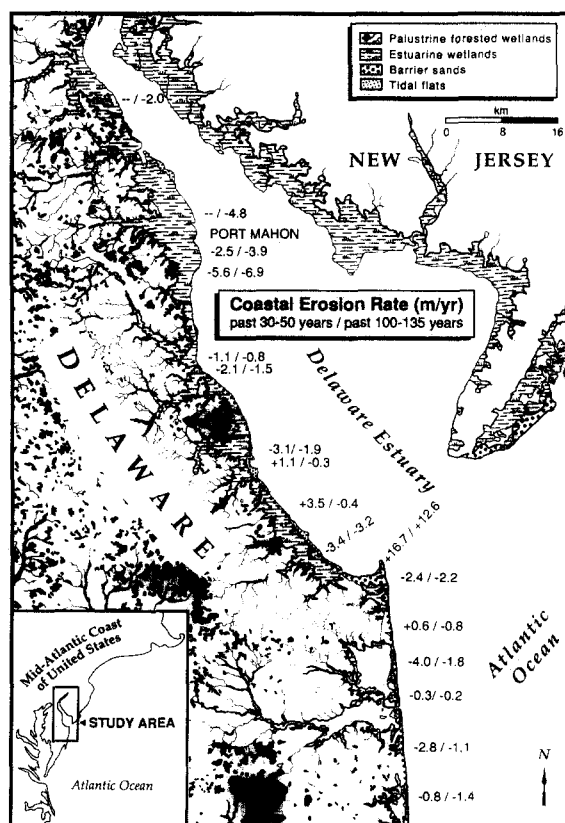 Palustrine forested wetlands
Estuarine wetlands
Barrier sands
Tidal flats
km
0 8 16
NEW JERSEY
-- / -2.0
-- / -4.8
PORT MAHON
-2.5 / -3.9
-5.6 / -6.9
Coastal Erosion Rate (m/yr)
past 30-50 years / past 100-135 years
-1.1 / -0.8
-2.1 / -1.5
DELAWARE
Delaware Estuary
-3.1/ -1.9
+1.1 / -0.3
+3.5 / -0.4
-3.4 / -3.2
+16.7 / +12.6
-2.4 / -2.2
+0.6 / -0.8
-4.0 / -1.8
-0.3/ -0.2
-2.8 / -1.1
-0.8 / -1.4
Atlantic
Ocean
N
Mid-Atlantic Coast
of United States
STUDY AREA
Atlantic Ocean